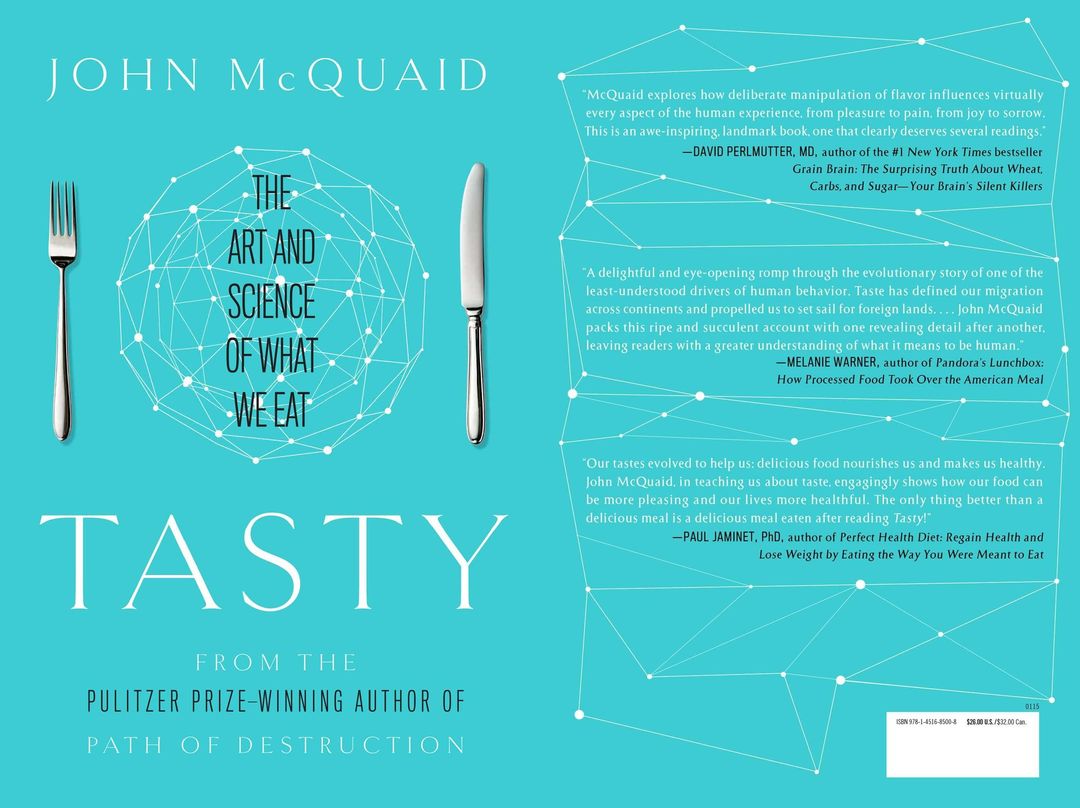 JOHN McQUAID
THE
ART AND
SCIENCE
OF WHAT
WE EAT
TASTY
FROM THE
PULITZER PRIZE–WINNING AUTHOR OF
PATH OF DESTRUCTION
“McQuaid explores how deliberate manipulation of flavor influences virtually
every aspect of the human experience, from pleasure to pain, from joy to sorrow.
This is an awe-inspiring, landmark book, one that clearly deserves several readings.”
—DAVID PERLMUTTER, MD, author of the #1 New York Times bestseller
Grain Brain: The Surprising Truth About Wheat,
Carbs, and Sugar—Your Brain’s Silent Killers
“A delightful and eye-opening romp through the evolutionary story of one of the
least-understood drivers of human behavior. Taste has defined our migration
across continents and propelled us to set sail for foreign lands. . . . John McQuaid
packs this ripe and succulent account with one revealing detail after another,
leaving readers with a greater understanding of what it means to be human.”
—MELANIE WARNER, author of Pandora’s Lunchbox:
How Processed Food Took Over the American Meal
“Our tastes evolved to help us; delicious food nourishes us and makes us healthy.
John McQuaid, in teaching us about taste, engagingly shows how our food can
be more pleasing and our lives more healthful. The only thing better than a
delicious meal is a delicious meal eaten after reading Tasty!”
—PAUL JAMINET, PhD, author of Perfect Health Diet: Regain Health and
Lose Weight by Eating the Way You Were Meant to Eat
0115
ISBN 978-1-4516-8500-8 $26.00 U.S./$32.00 Can.